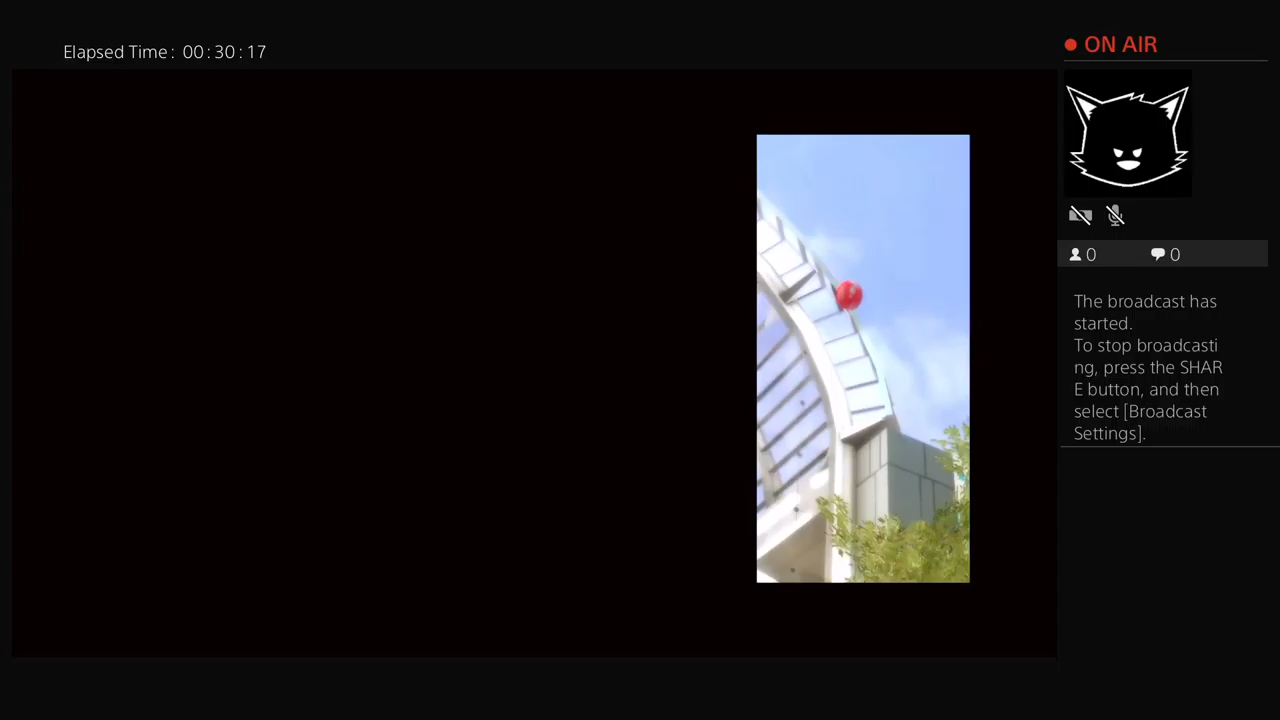 Elapsed Time: 00:30:17
ON AIR
0
0
The broadcast has
started.
To stop broadcasti
ng, press the SHAR
E button, and then
select [Broadcast
Settings].